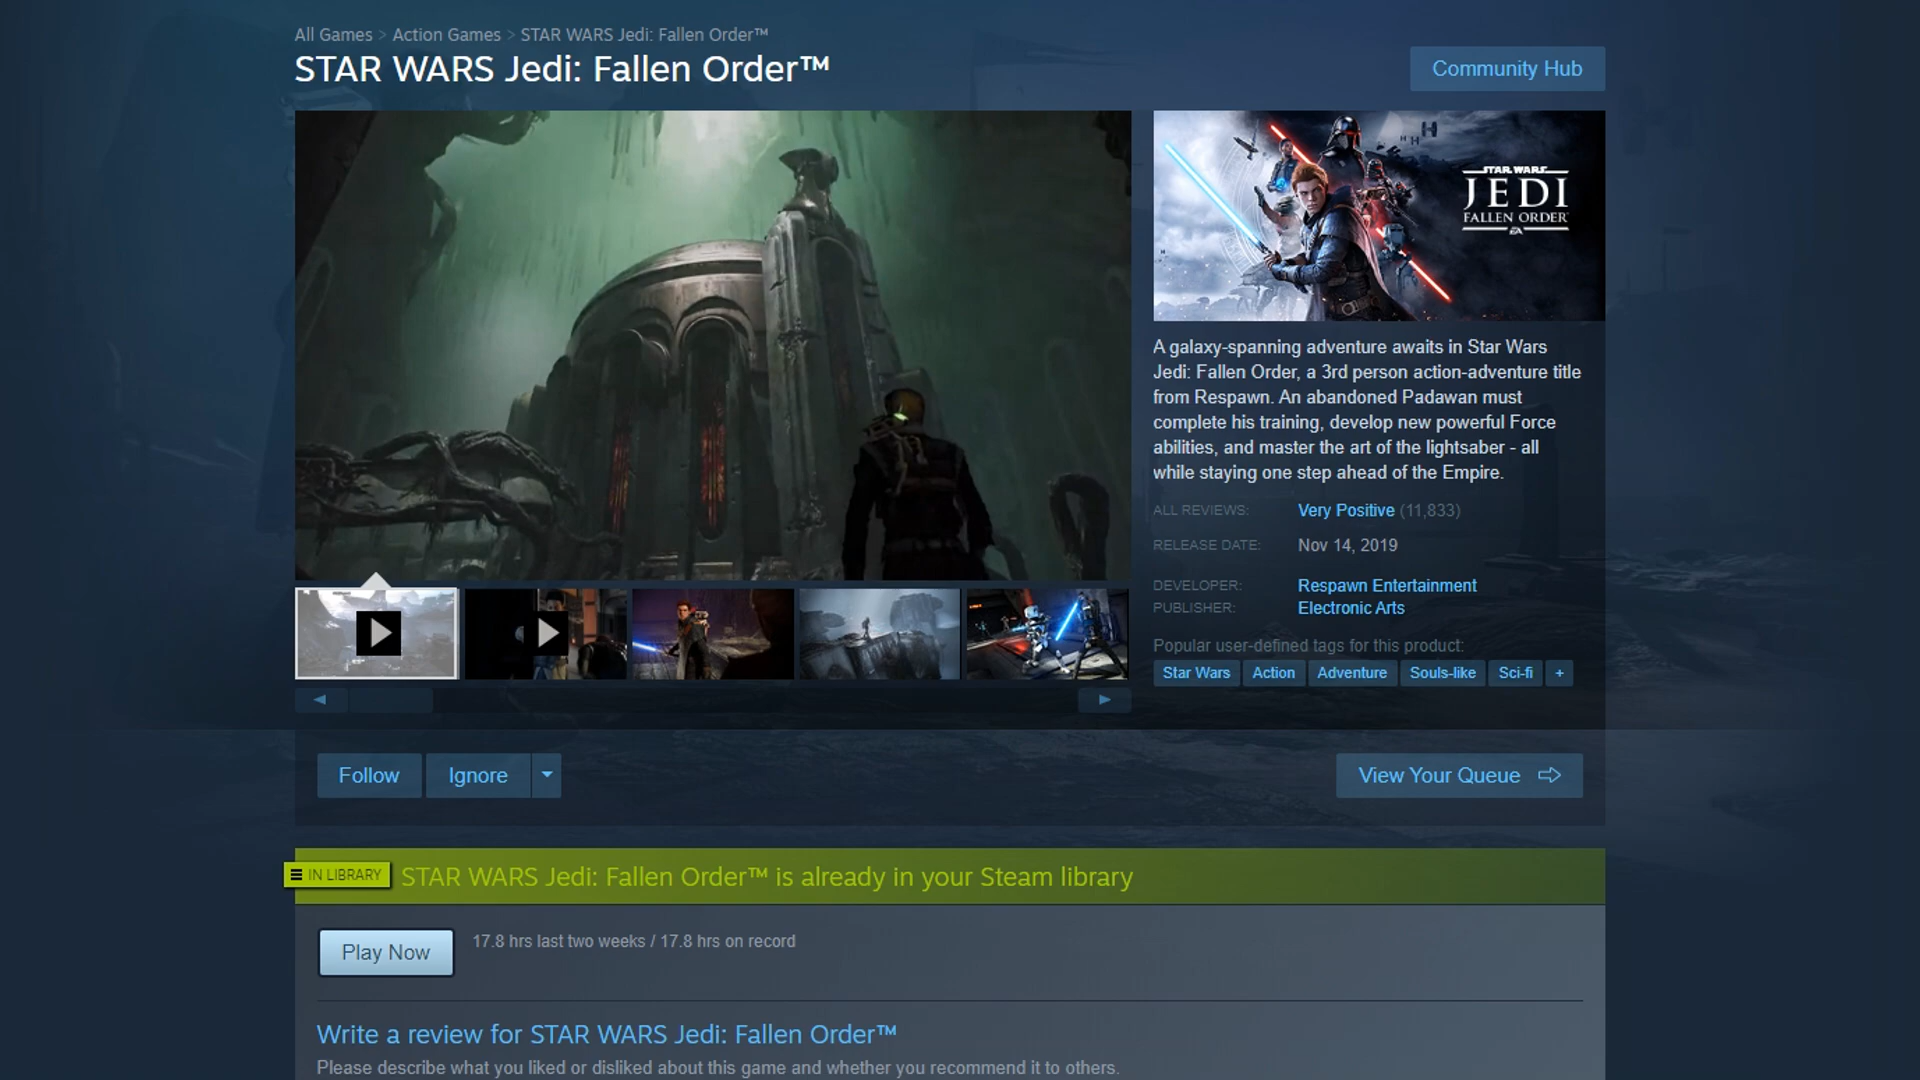 All Games > Action Games > STAR WARS Jedi: Fallen Order™
STAR WARS Jedi: Fallen Order™
Community Hub
STAR WARS
JEDI
FALLEN ORDER
EA
A galaxy-spanning adventure awaits in Star Wars
Jedi: Fallen Order, a 3rd person action-adventure title
from Respawn. An abandoned Padawan must
complete his training, develop new powerful Force
abilities, and master the art of the lightsaber - all
while staying one step ahead of the Empire.
ALL REVIEWS: Very Positive (11,833)
RELEASE DATE: Nov 14, 2019
DEVELOPER: Respawn Entertainment
PUBLISHER: Electronic Arts
Popular user-defined tags for this product:
Star Wars Action Adventure Souls-like Sci-fi +
Follow Ignore View Your Queue
IN LIBRARY STAR WARS Jedi: Fallen Order™ is already in your Steam library
Play Now 17.8 hrs last two weeks / 17.8 hrs on record
Write a review for STAR WARS Jedi: Fallen Order™
Please describe what you liked or disliked about this game and whether you recommend it to others.